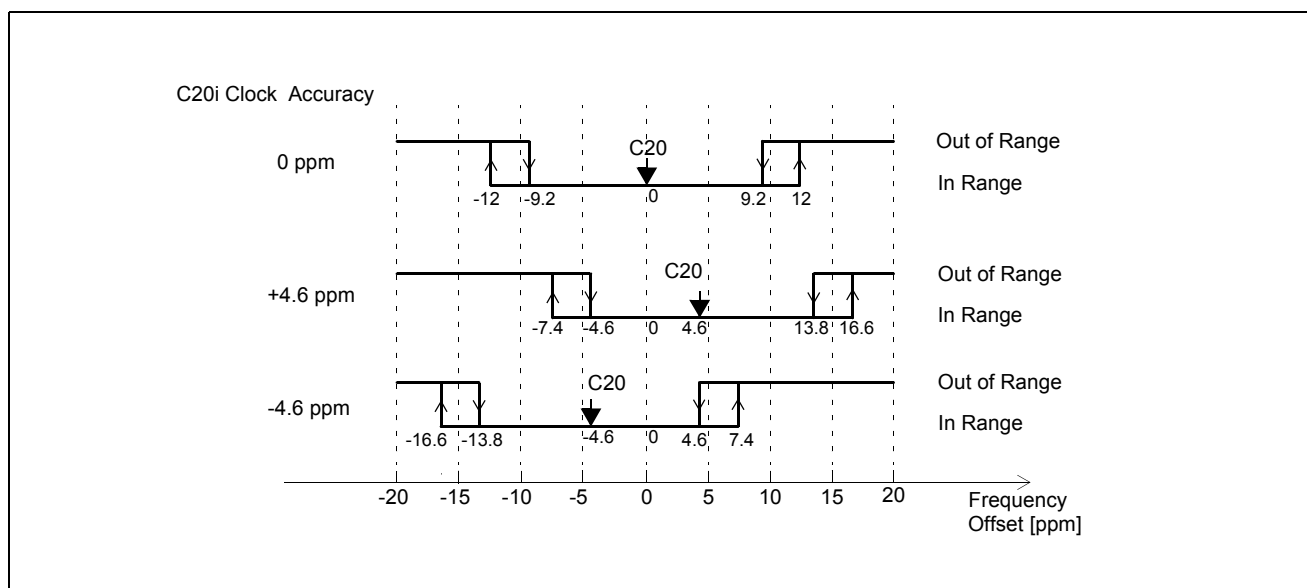 C20i Clock Accuracy
0 ppm
C20
Out of Range
In Range
-12 -9.2 0 9.2 12
+4.6 ppm
C20
Out of Range
In Range
-7.4 -4.6 0 4.6 13.8 16.6
-4.6 ppm
C20
Out of Range
In Range
-16.6 -13.8 -4.6 0 4.6 7.4
-20 -15 -10 -5 0 5 10 15 20
Frequency
Offset [ppm]